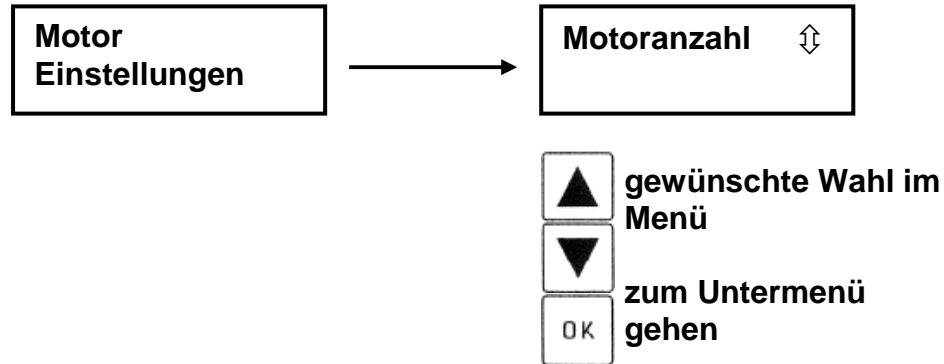 Motor
Einstellungen
Motoranzahl
gewünschte Wahl im
Menü
zum Untermenü
gehen
OK